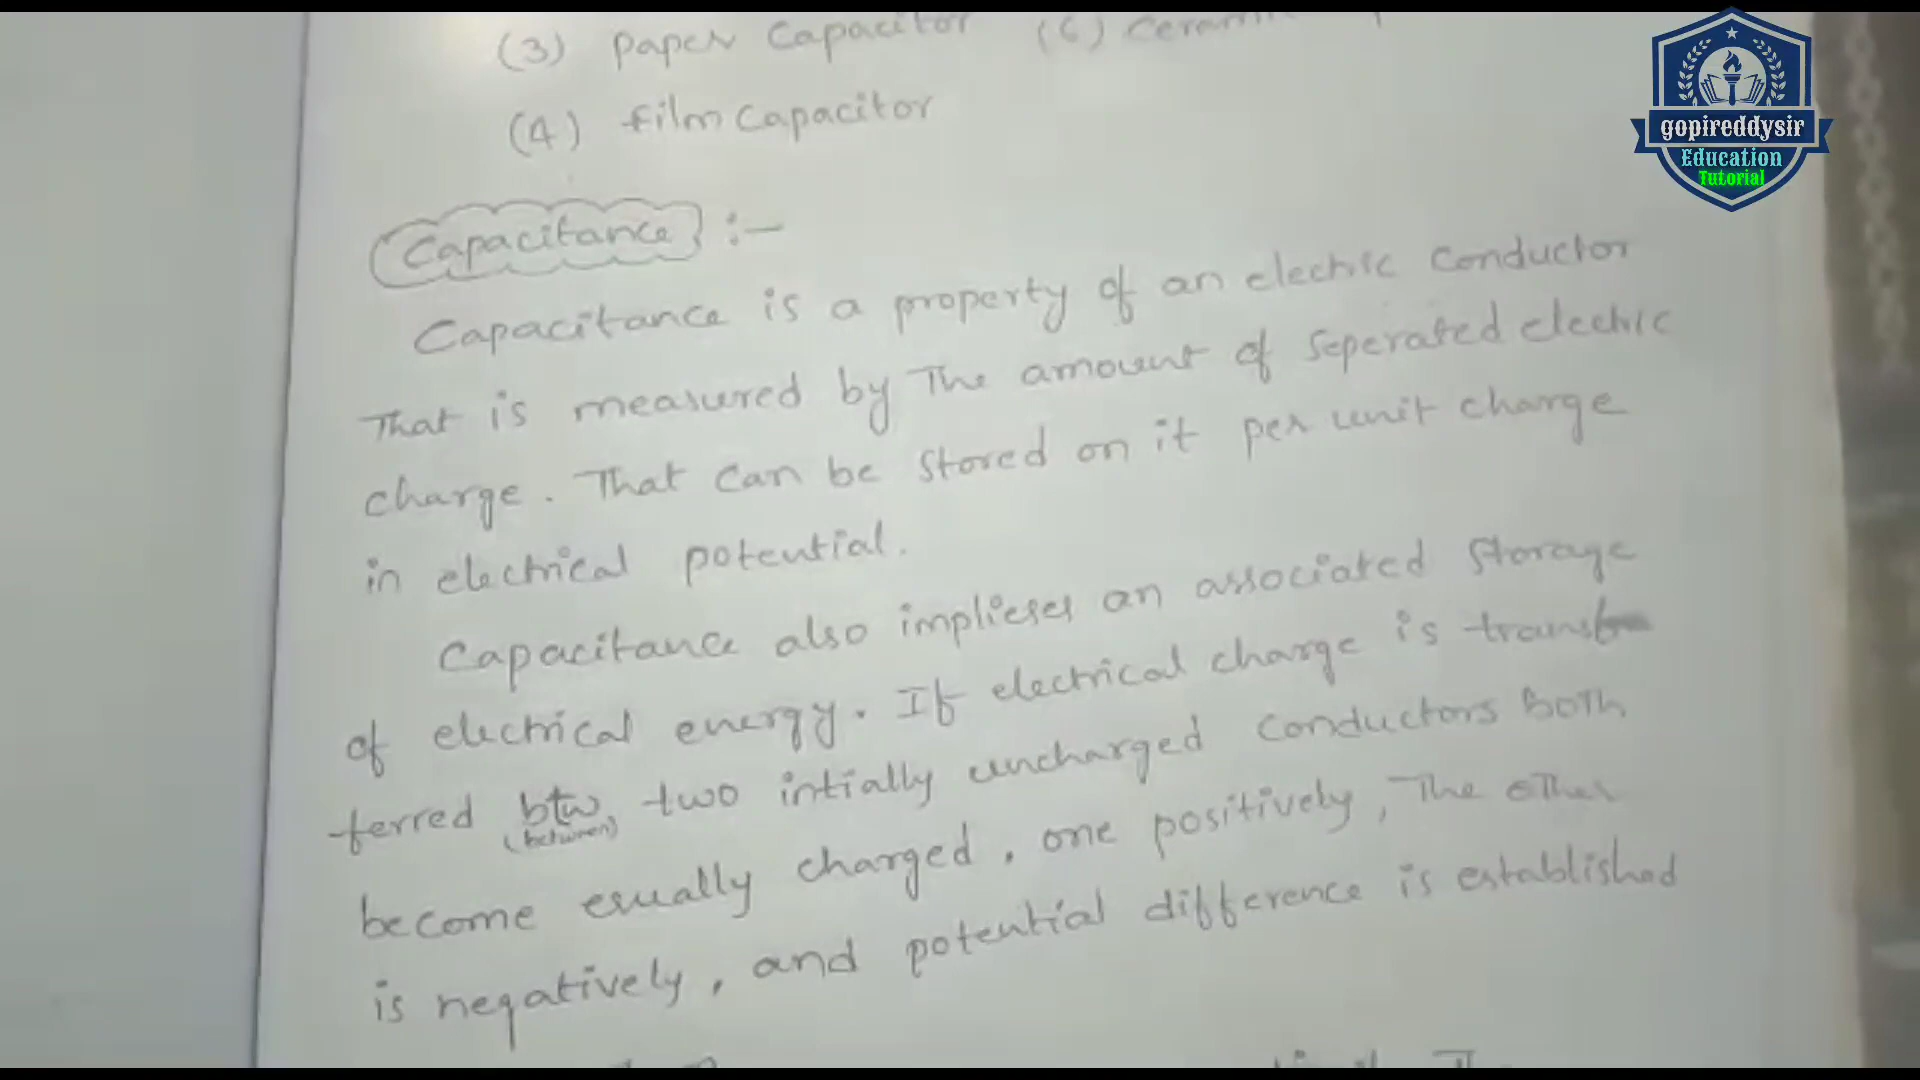 (3) Paper Capacitor (6)
(4) film Capacitor
Capacitance :-
Capacitance is a property of an electric Conductor
That is measured by The amount of Seperated electric
charge. That Can be Stored on it per unit charge
in electrical potential.
Capacitance also implieses an associated Storage
of electrical energy. If electrical charge is transf
ferred btw two intially uncharged Conductors Both
(between)
become equally charged, one positively, The other
is negatively, and potential difference is established
gopireddysir
Education
Tutorial